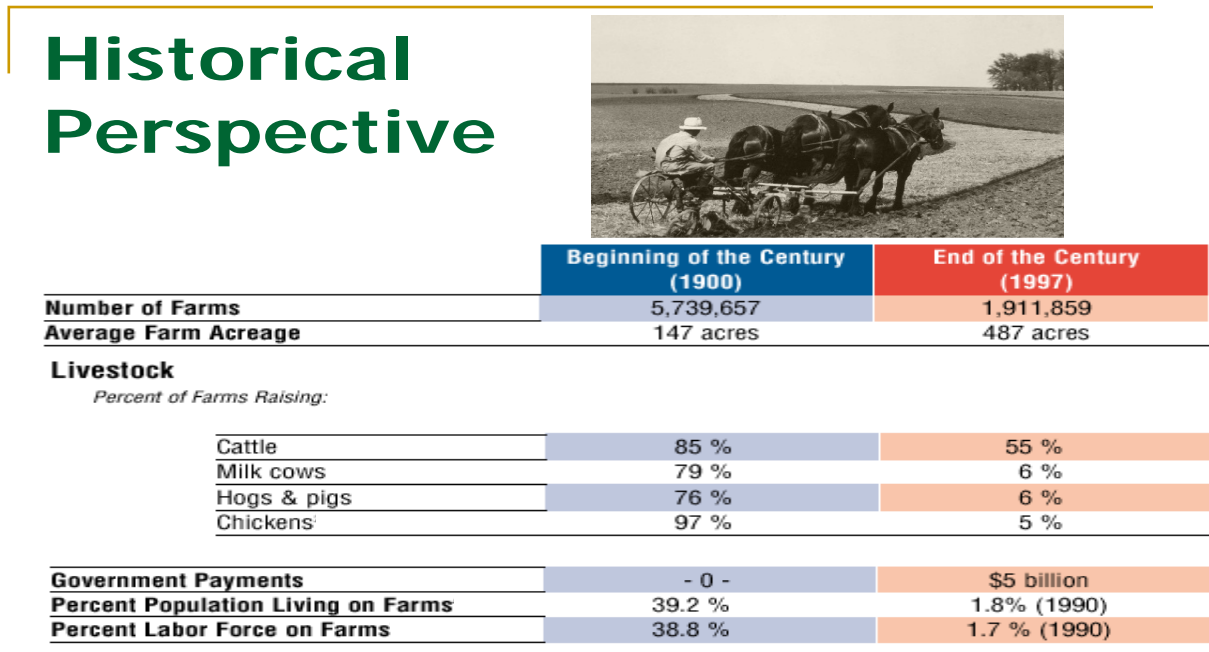 Historical
Perspective
Beginning of the Century End of the Century
(1900) (1997)
Number of Farms 5,739,657 1,911,859
Average Farm Acreage 147 acres 487 acres
Livestock
Percent of Farms Raising:
Cattle 85 % 55 %
Milk cows 79 % 6 %
Hogs & pigs 76 % 6 %
Chickens 97 % 5 %
Government Payments - 0 - $5 billion
Percent Population Living on Farms 39.2 % 1.8% (1990)
Percent Labor Force on Farms 38.8 % 1.7 % (1990)